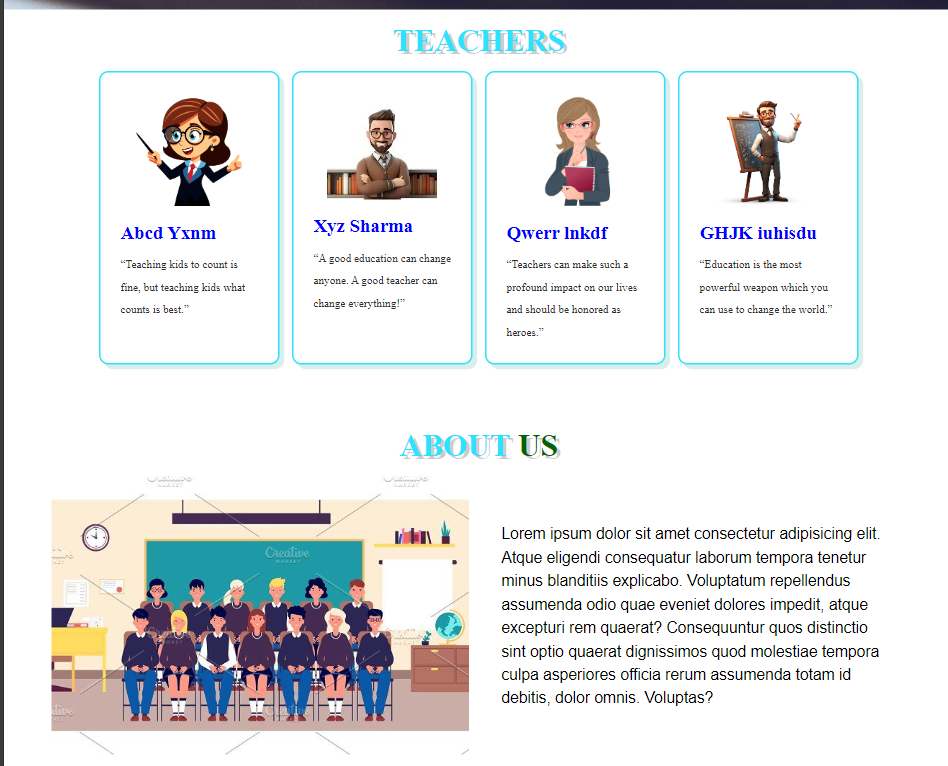 TEACHERS
Abcd Yxnm
“Teaching kids to count is
fine, but teaching kids what
counts is best.”
Xyz Sharma
“A good education can change
anyone. A good teacher can
change everything!”
Qwerr lnkdf
“Teachers can make such a
profound impact on our lives
and should be honored as
heroes.”
GHJK iuhisdu
“Education is the most
powerful weapon which you
can use to change the world.”
ABOUT US
Creative
MARKET
Lorem ipsum dolor sit amet consectetur adipisicing elit.
Atque eligendi consequatur laborum tempora tenetur
minus blanditiis explicabo. Voluptatum repellendus
assumenda odio quae eveniet dolores impedit, atque
excepturi rem quaerat? Consequuntur quos distinctio
sint optio quaerat dignissimos quod molestiae tempora
culpa asperiores officia rerum assumenda totam id
debitis, dolor omnis. Voluptas?